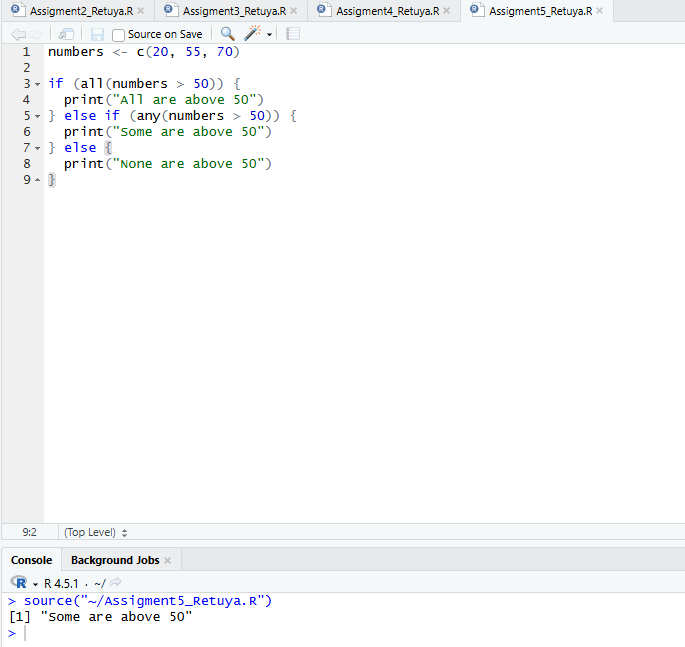 Assigment2_Retuya.R × Assigment3_Retuya.R × Assigment4_Retuya.R × Assigment5_Retuya.R ×
Source on Save
1 numbers <- c(20, 55, 70)
2
3 if (all(numbers > 50)) {
4   print("All are above 50")
5 } else if (any(numbers > 50)) {
6   print("Some are above 50")
7 } else {
8   print("None are above 50")
9 }
9:2 (Top Level)
Console Background Jobs ×
R R 4.5.1 · ~/
> source("~/Assigment5_Retuya.R")
[1] "Some are above 50"
>